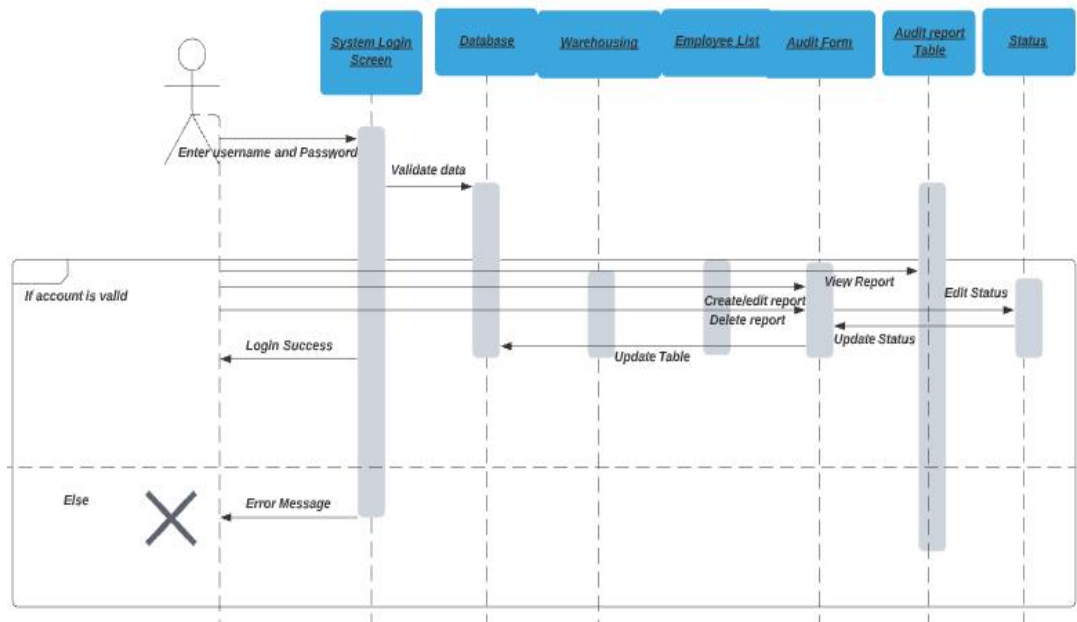 System Login
Screen
Database
Warehousing
Employee List
Audit Form
Audit report
Table
Status
Enter username and Password
Validate data
If account is valid
View Report
Create/edit report
Edit Status
Delete report
Update Status
Login Success
Update Table
Else
Error Message